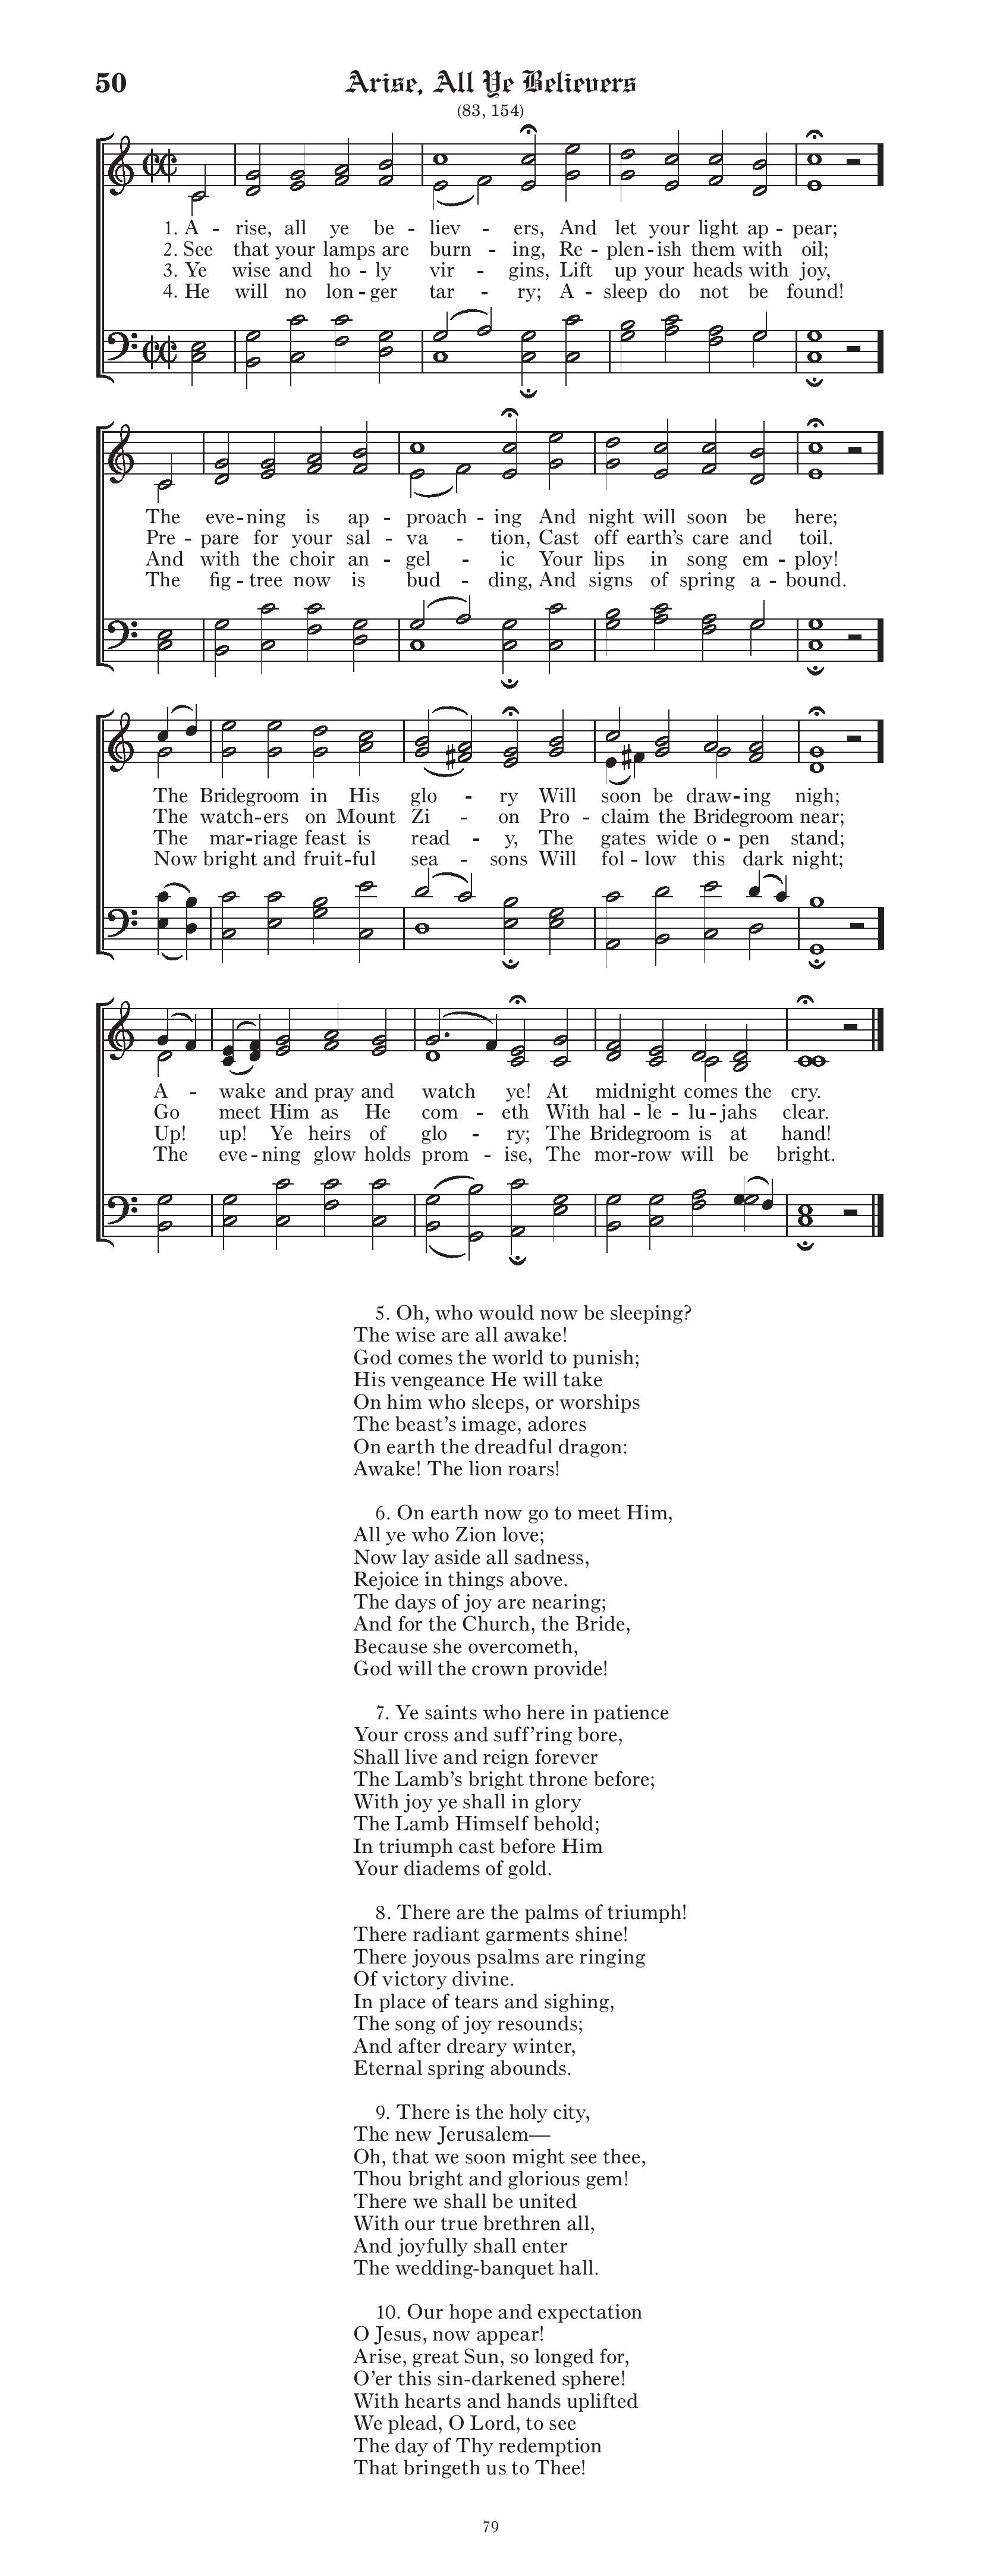 50
Arise, All Ye Believers
(83, 154)
1. A - rise, all ye be - liev - ers, And let your light ap - pear;
2. See that your lamps are burn - ing, Re - plen - ish them with oil;
3. Ye wise and ho - ly vir - gins, Lift up your heads with joy,
4. He will no lon - ger tar - ry; A - sleep do not be found!
The eve - ning is ap - proach - ing And night will soon be here;
Pre - pare for your sal - va - tion, Cast off earth’s care and toil.
And with the choir an - gel - ic Your lips in song em - ploy!
The fig - tree now is bud - ding, And signs of spring a - bound.
The Bridegroom in His glo - ry Will soon be draw - ing nigh;
The watch - ers on Mount Zi - on Pro - claim the Bridegroom near;
The mar - riage feast is read - y, The gates wide o - pen stand;
Now bright and fruit - ful sea - sons Will fol - low this dark night;
A - wake and pray and watch ye! At midnight comes the cry.
Go meet Him as He com - eth With hal - le - lu - jahs clear.
Up! up! Ye heirs of glo - ry; The Bridegroom is at hand!
The eve - ning glow holds prom - ise, The mor - row will be bright.
5. Oh, who would now be sleeping?
The wise are all awake!
God comes the world to punish;
His vengeance He will take
On him who sleeps, or worships
The beast’s image, adores
On earth the dreadful dragon:
Awake! The lion roars!
6. On earth now go to meet Him,
All ye who Zion love;
Now lay aside all sadness,
Rejoice in things above.
The days of joy are nearing;
And for the Church, the Bride,
Because she overcometh,
God will the crown provide!
7. Ye saints who here in patience
Your cross and suff’ring bore,
Shall live and reign forever
The Lamb’s bright throne before;
With joy ye shall in glory
The Lamb Himself behold;
In triumph cast before Him
Your diadems of gold.
8. There are the palms of triumph!
There radiant garments shine!
There joyous psalms are ringing
Of victory divine.
In place of tears and sighing,
The song of joy resounds;
And after dreary winter,
Eternal spring abounds.
9. There is the holy city,
The new Jerusalem—
Oh, that we soon might see thee,
Thou bright and glorious gem!
There we shall be united
With our true brethren all,
And joyfully shall enter
The wedding-banquet hall.
10. Our hope and expectation
O Jesus, now appear!
Arise, great Sun, so longed for,
O’er this sin-darkened sphere!
With hearts and hands uplifted
We plead, O Lord, to see
The day of Thy redemption
That bringeth us to Thee!
79